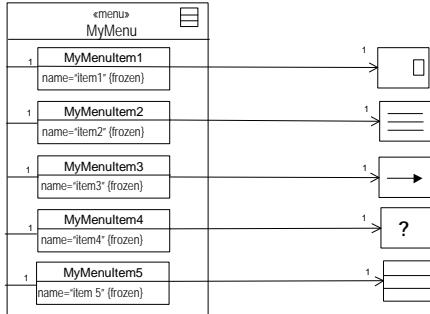 «menu»
MyMenu
1
MyMenuItem1
name="item1" {frozen}
1
1
MyMenuItem2
name="item2" {frozen}
1
1
MyMenuItem3
name="item3" {frozen}
1
1
MyMenuItem4
name="item4" {frozen}
1
?
1
MyMenuItem5
name="item 5" {frozen}
1